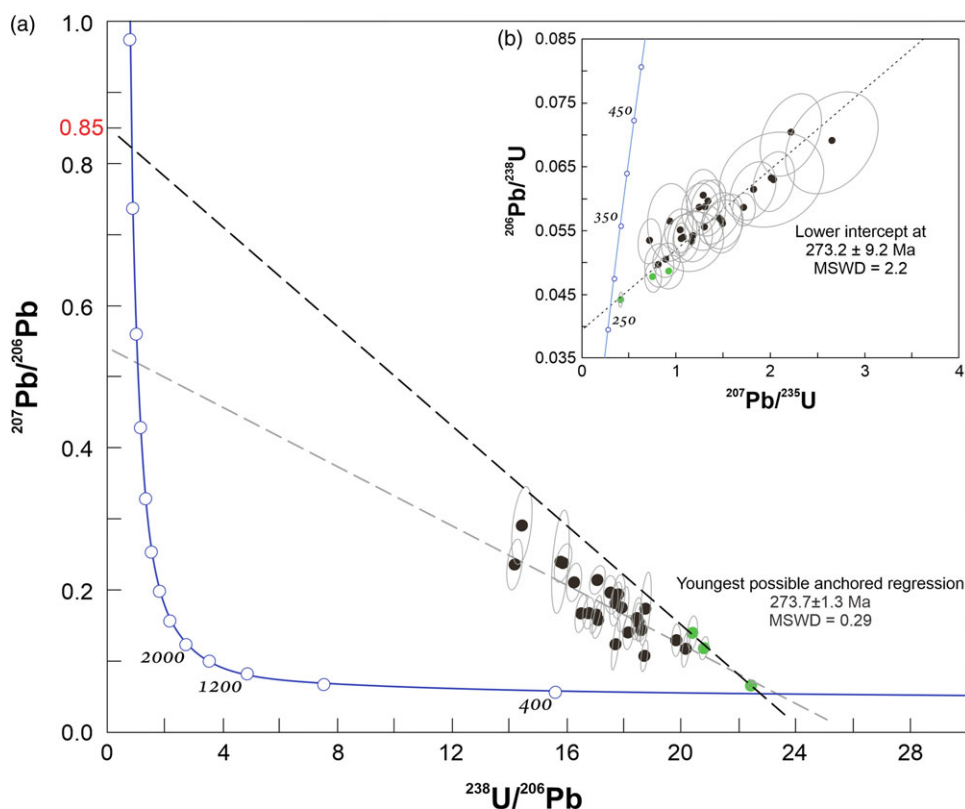 (a)
1.0
0.85
0.8
0.6
0.4
0.2
0.0
²⁰⁷Pb/²⁰⁶Pb
2000
1200
400
0
4
8
12
16
20
24
28
²³⁸U/²⁰⁶Pb
Youngest possible anchored regression
273.7±1.3 Ma
MSWD = 0.29
(b)
0.085
0.075
0.065
0.055
0.045
0.035
²⁰⁶Pb/²³⁸U
450
350
250
Lower intercept at
273.2 ± 9.2 Ma
MSWD = 2.2
0
1
2
3
4
²⁰⁷Pb/²³⁵U